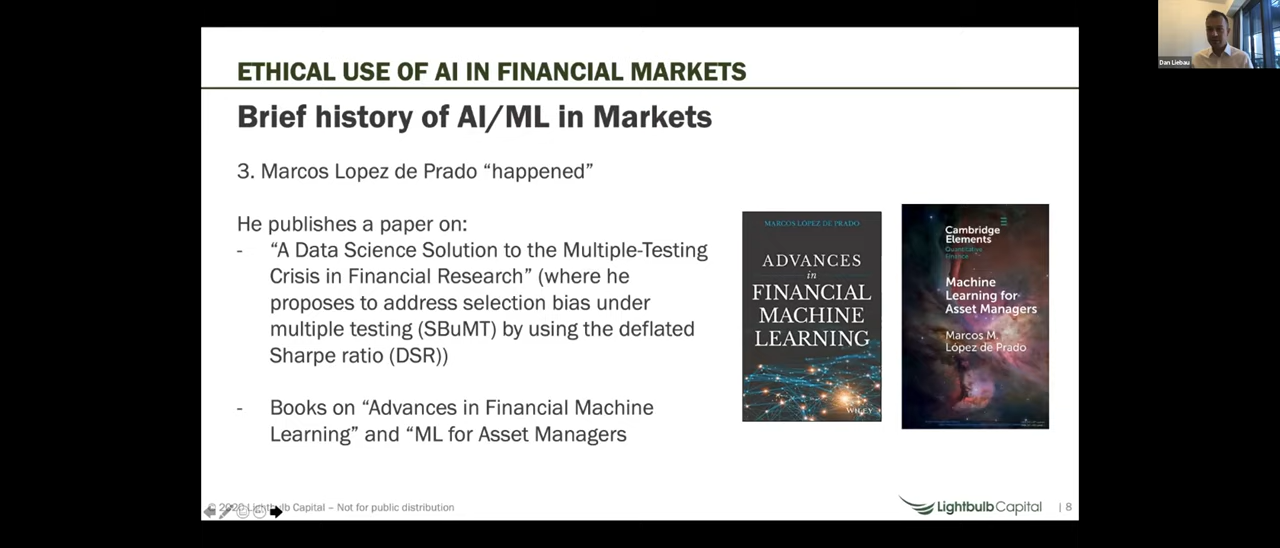 ETHICAL USE OF AI IN FINANCIAL MARKETS
Brief history of AI/ML in Markets
3. Marcos Lopez de Prado “happened”
He publishes a paper on:
- “A Data Science Solution to the Multiple-Testing
Crisis in Financial Research” (where he
proposes to address selection bias under
multiple testing (SBuMT) by using the deflated
Sharpe ratio (DSR))
- Books on “Advances in Financial Machine
Learning” and “ML for Asset Managers
MARCOS LÓPEZ DE PRADO
ADVANCES
in
FINANCIAL
MACHINE
LEARNING
WILEY
Cambridge
Elements
Quantitative
Finance
Machine
Learning for
Asset Managers
Marcos M.
López de Prado
© 2020 Lightbulb Capital – Not for public distribution
LightbulbCapital
| 8
Dan Liebau